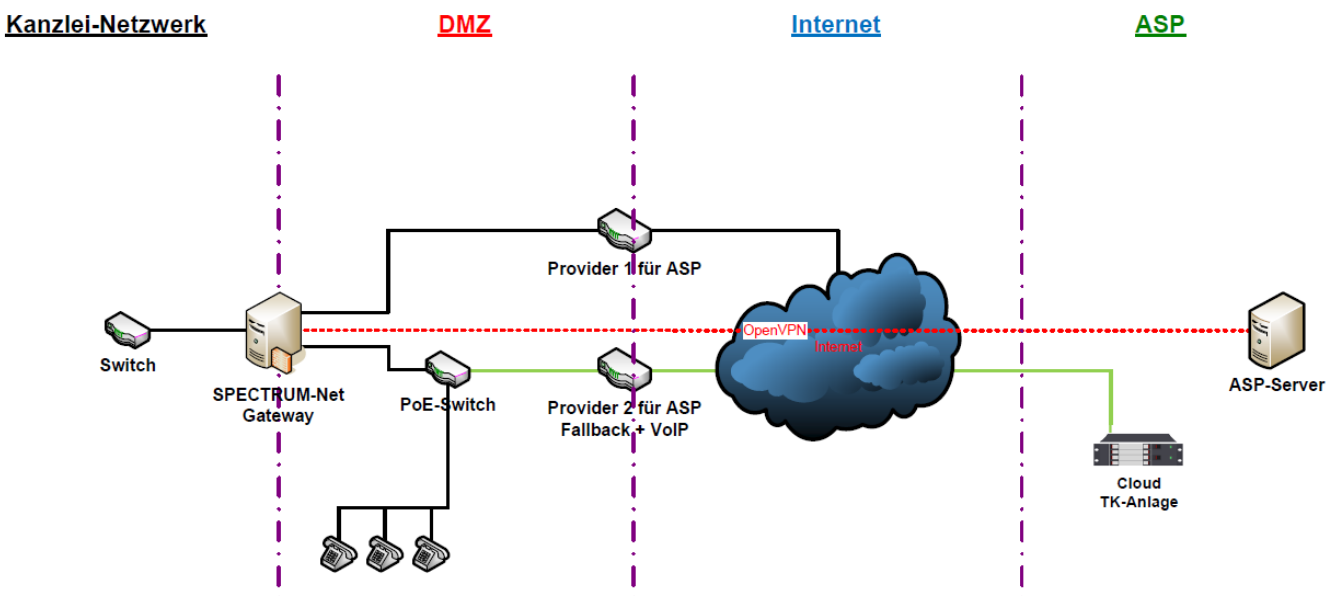 Kanzlei-Netzwerk
DMZ
Internet
ASP
Provider 1 für ASP
OpenVPN
Internet
Switch
SPECTRUM-Net
Gateway
PoE-Switch
Provider 2 für ASP
Fallback + VoIP
ASP-Server
Cloud
TK-Anlage